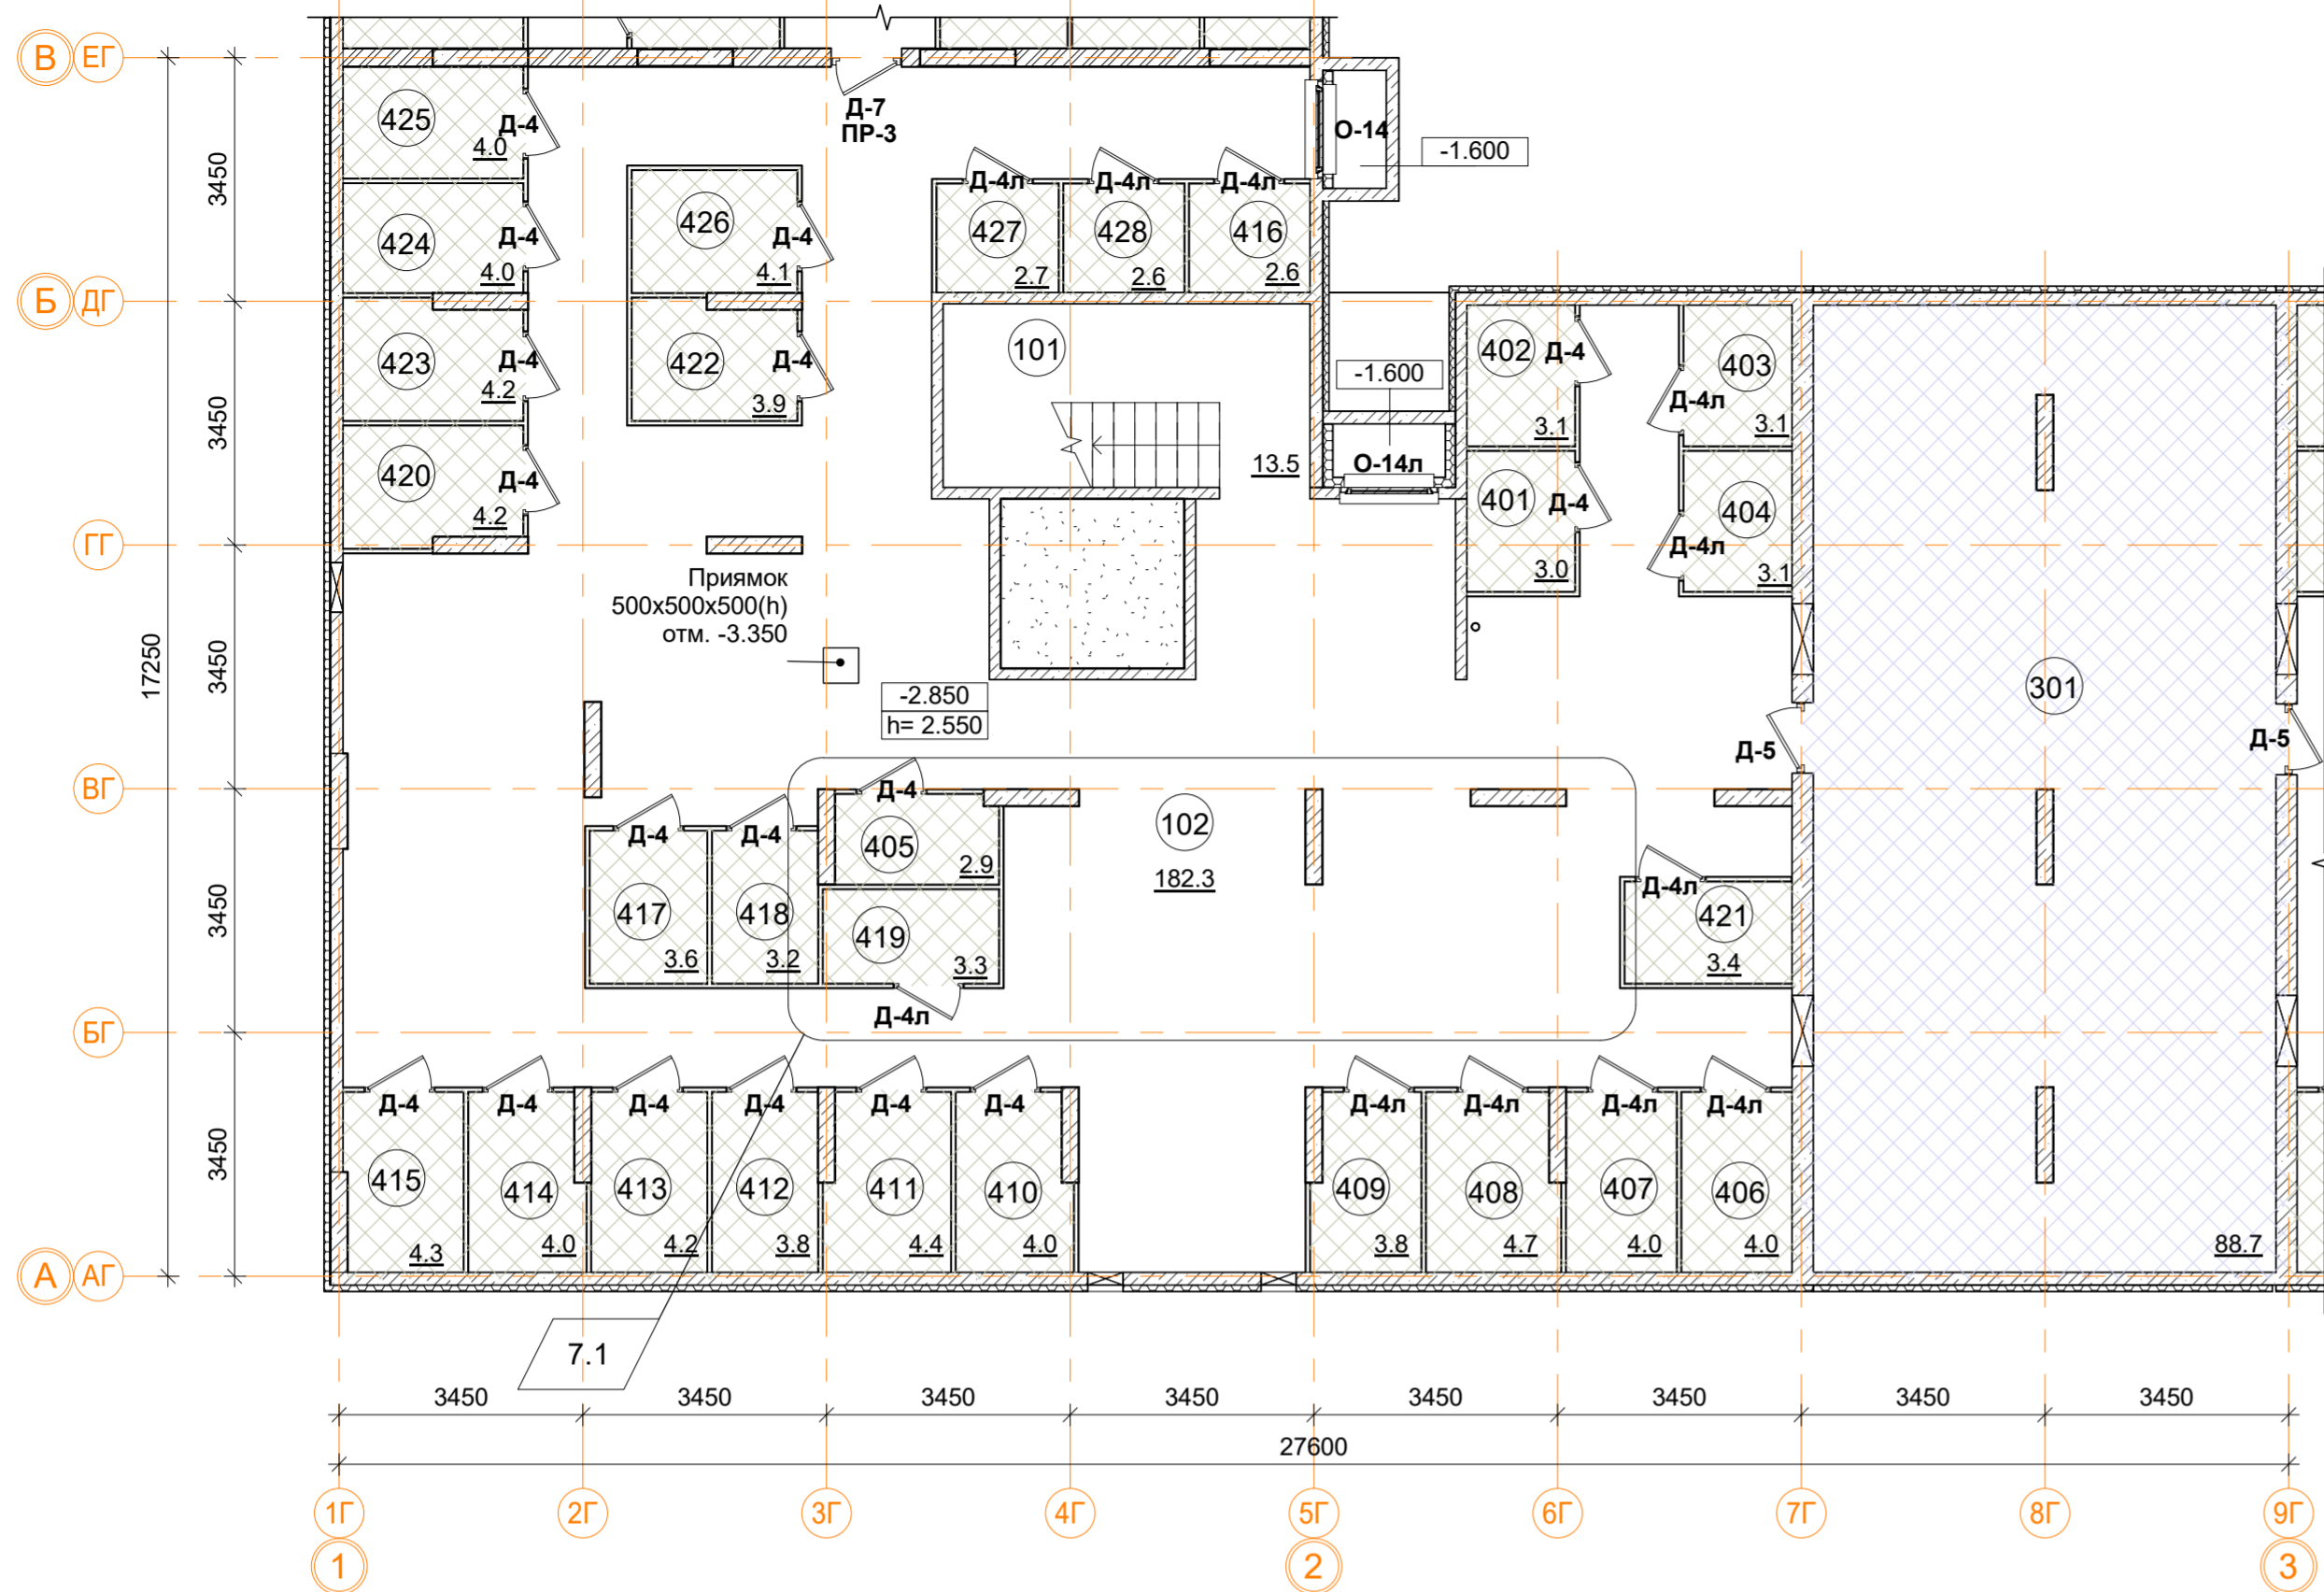 В ЕГ
425
Д-4
4.0
Д-7
ПР-3
О-14
-1.600
3450
424
Д-4
4.0
426
Д-4
4.1
Д-4л
Д-4л
Д-4л
427
428
416
2.7
2.6
2.6
Б ДГ
423
Д-4
4.2
422
Д-4
3.9
101
-1.600
402
Д-4
3.1
403
Д-4л
3.1
3450
420
Д-4
4.2
13.5
О-14л
401
Д-4
3.0
404
Д-4л
3.1
ГГ
Приямок
500x500x500(h)
отм. -3.350
17250
3450
-2.850
h= 2.550
301
Д-5
Д-5
ВГ
Д-4
405
2.9
102
182.3
Д-4
Д-4
417
418
3.6
3.2
419
3.3
Д-4л
Д-4л
421
3.4
3450
БГ
Д-4
Д-4
Д-4
Д-4
Д-4
Д-4
Д-4л
Д-4л
Д-4л
Д-4л
3450
415
414
413
412
411
410
409
408
407
406
4.3
4.0
4.2
3.8
4.4
4.0
3.8
4.7
4.0
4.0
88.7
А АГ
7.1
3450 3450 3450 3450 3450 3450 3450 3450
27600
1Г 2Г 3Г 4Г 5Г 6Г 7Г 8Г 9Г
1 2 3